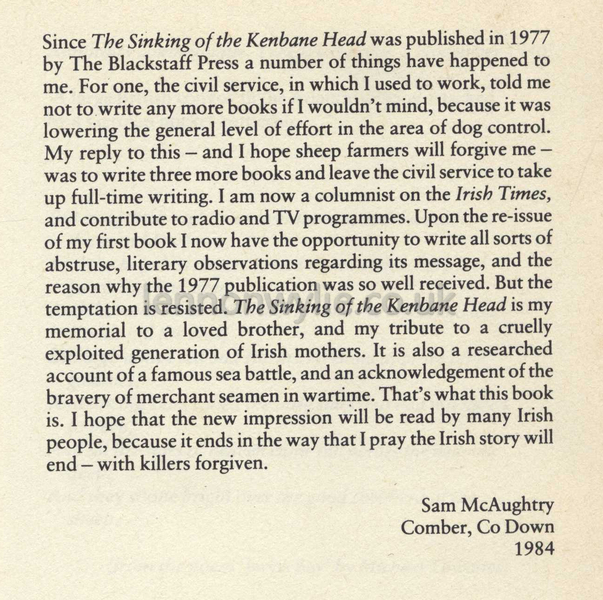 Since The Sinking of the Kenbane Head was published in 1977
by The Blackstaff Press a number of things have happened to
me. For one, the civil service, in which I used to work, told me
not to write any more books if I wouldn't mind, because it was
lowering the general level of effort in the area of dog control.
My reply to this – and I hope sheep farmers will forgive me –
was to write three more books and leave the civil service to take
up full-time writing. I am now a columnist on the Irish Times,
and contribute to radio and TV programmes. Upon the re-issue
of my first book I now have the opportunity to write all sorts of
abstruse, literary observations regarding its message, and the
reason why the 1977 publication was so well received. But the
temptation is resisted. The Sinking of the Kenbane Head is my
memorial to a loved brother, and my tribute to a cruelly
exploited generation of Irish mothers. It is also a researched
account of a famous sea battle, and an acknowledgement of the
bravery of merchant seamen in wartime. That's what this book
is. I hope that the new impression will be read by many Irish
people, because it ends in the way that I pray the Irish story will
end – with killers forgiven.
Sam McAughtry
Comber, Co Down
1984
lennonwylie.co.uk